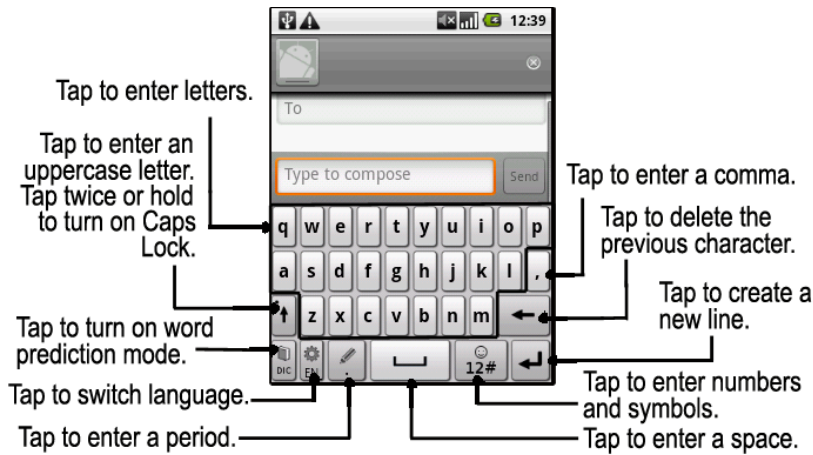 12:39
To
Type to compose
Send
q w e r t y u i o p
a s d f g h j k l ,
z x c v b n m
DIC
EN
.
12#
Tap to enter letters.
Tap to enter an
uppercase letter.
Tap twice or hold
to turn on Caps
Lock.
Tap to turn on word
prediction mode.
Tap to switch language.
Tap to enter a period.
Tap to enter a comma.
Tap to delete the
previous character.
Tap to create a
new line.
Tap to enter numbers
and symbols.
Tap to enter a space.